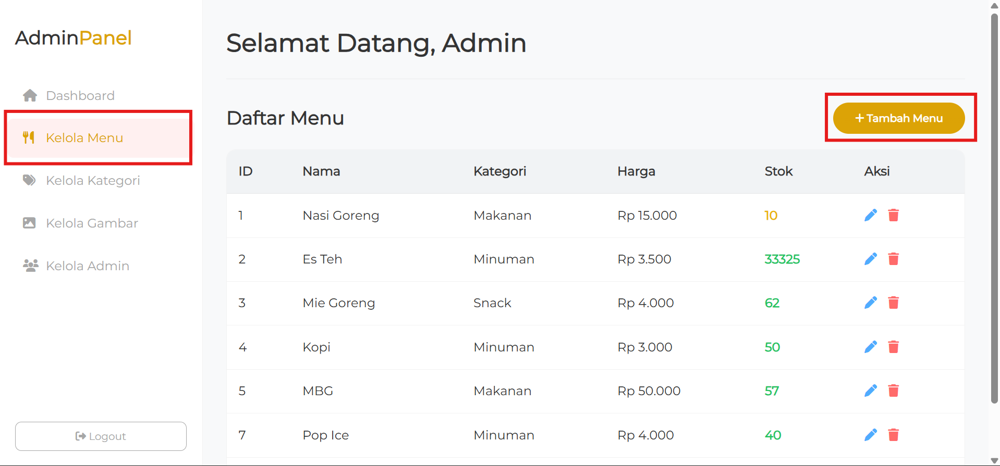 AdminPanel
Dashboard
Kelola Menu
Kelola Kategori
Kelola Gambar
Kelola Admin
Logout
Selamat Datang, Admin
Daftar Menu
+ Tambah Menu
ID Nama Kategori Harga Stok Aksi
1 Nasi Goreng Makanan Rp 15.000 10
2 Es Teh Minuman Rp 3.500 33325
3 Mie Goreng Snack Rp 4.000 62
4 Kopi Minuman Rp 3.000 50
5 MBG Makanan Rp 50.000 57
7 Pop Ice Minuman Rp 4.000 40